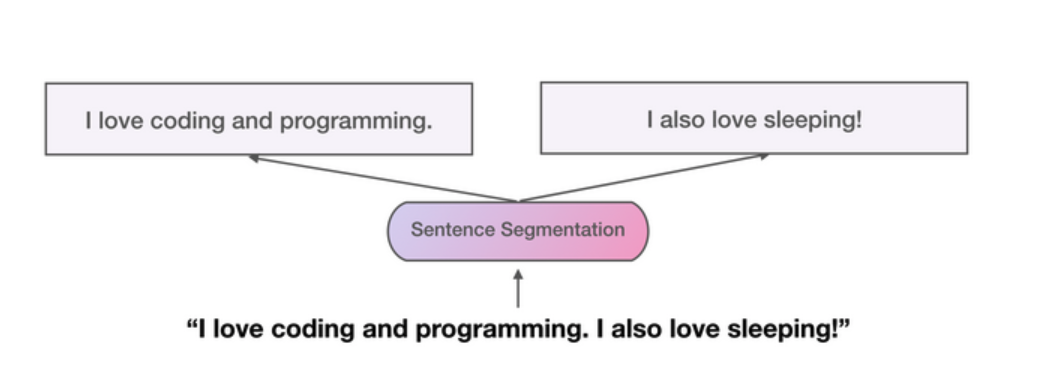 I love coding and programming.
I also love sleeping!
Sentence Segmentation
“I love coding and programming. I also love sleeping!”